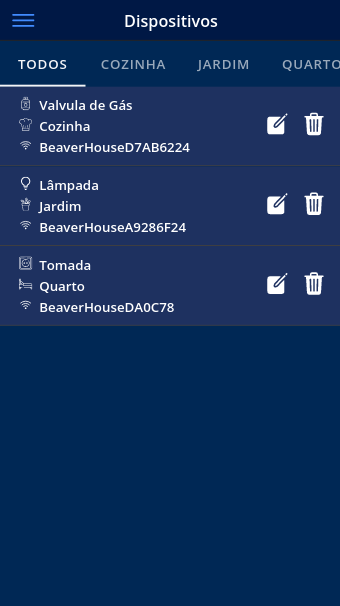 Dispositivos
TODOS COZINHA JARDIM QUARTO
Valvula de Gás
Cozinha
BeaverHouseD7AB6224
Lâmpada
Jardim
BeaverHouseA9286F24
Tomada
Quarto
BeaverHouseDA0C78